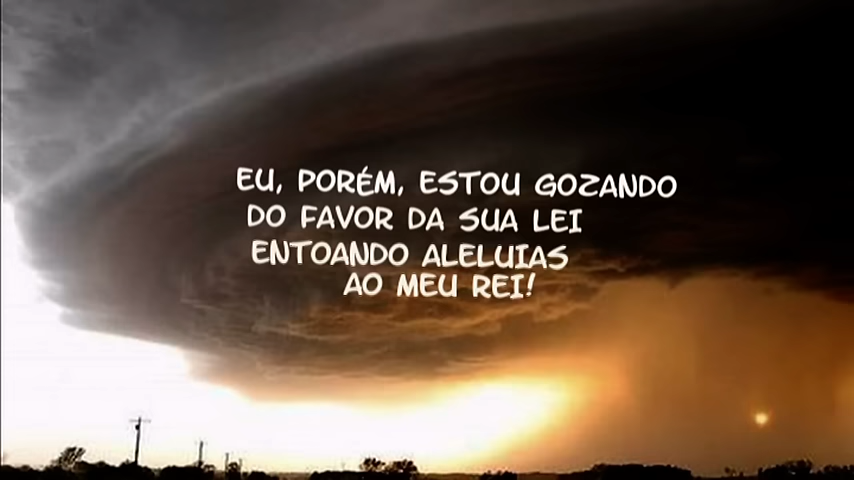 EU, PORÉM, ESTOU GOZANDO
DO FAVOR DA SUA LEI
ENTOANDO ALELUIAS
AO MEU REI!